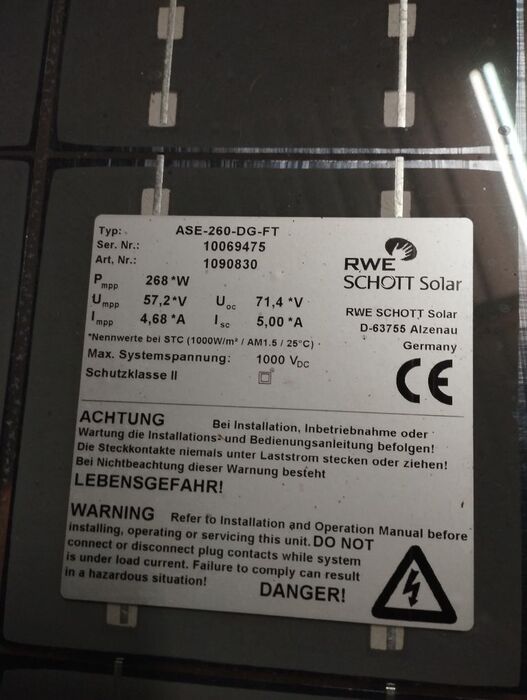 Typ: ASE-260-DG-FT
Ser. Nr.: 10069475
Art, Nr.: 1090830
Pmpp 268 *W
Umpp 57,2*V Uoc 71,4 *V
Impp 4,68 *A Isc 5,00 *A
*Nennwerte bei STC (1000W/m² / AM1.5 / 25°C)
Max. Systemspannung: 1000 VDC
Schutzklasse II
RWE
SCHOTT Solar
RWE SCHOTT Solar
D-63755 Alzenau
Germany
CE
ACHTUNG Bei Installation, Inbetriebnahme oder
Wartung die Installations- und Bedienungsanleitung befolgen!
Die Steckkontakte niemals unter Laststrom stecken oder ziehen!
Bei Nichtbeachtung dieser Warnung besteht
LEBENSGEFAHR!
WARNING Refer to Installation and Operation Manual before
installing, operating or servicing this unit. DO NOT
connect or disconnect plug contacts while system
is under load current. Failure to comply can result
in a hazardous situation! DANGER!